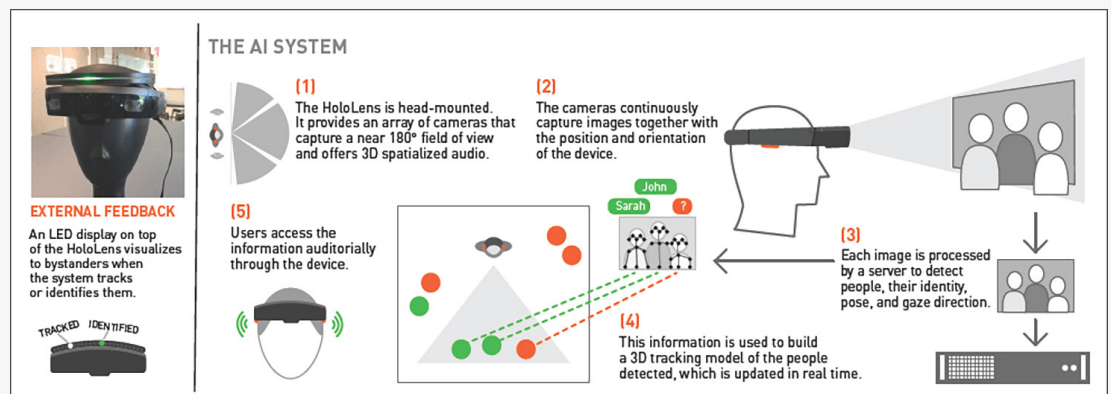 THE AI SYSTEM
EXTERNAL FEEDBACK
An LED display on top
of the HoloLens visualizes
to bystanders when
the system tracks
or identifies them.
TRACKED IDENTIFIED
(1)
The HoloLens is head-mounted.
It provides an array of cameras that
capture a near 180° field of view
and offers 3D spatialized audio.
(2)
The cameras continuously
capture images together with
the position and orientation
of the device.
(3)
Each image is processed
by a server to detect
people, their identity,
pose, and gaze direction.
John
Sarah ?
(4)
This information is used to build
a 3D tracking model of the people
detected, which is updated in real time.
(5)
Users access the
information auditorially
through the device.